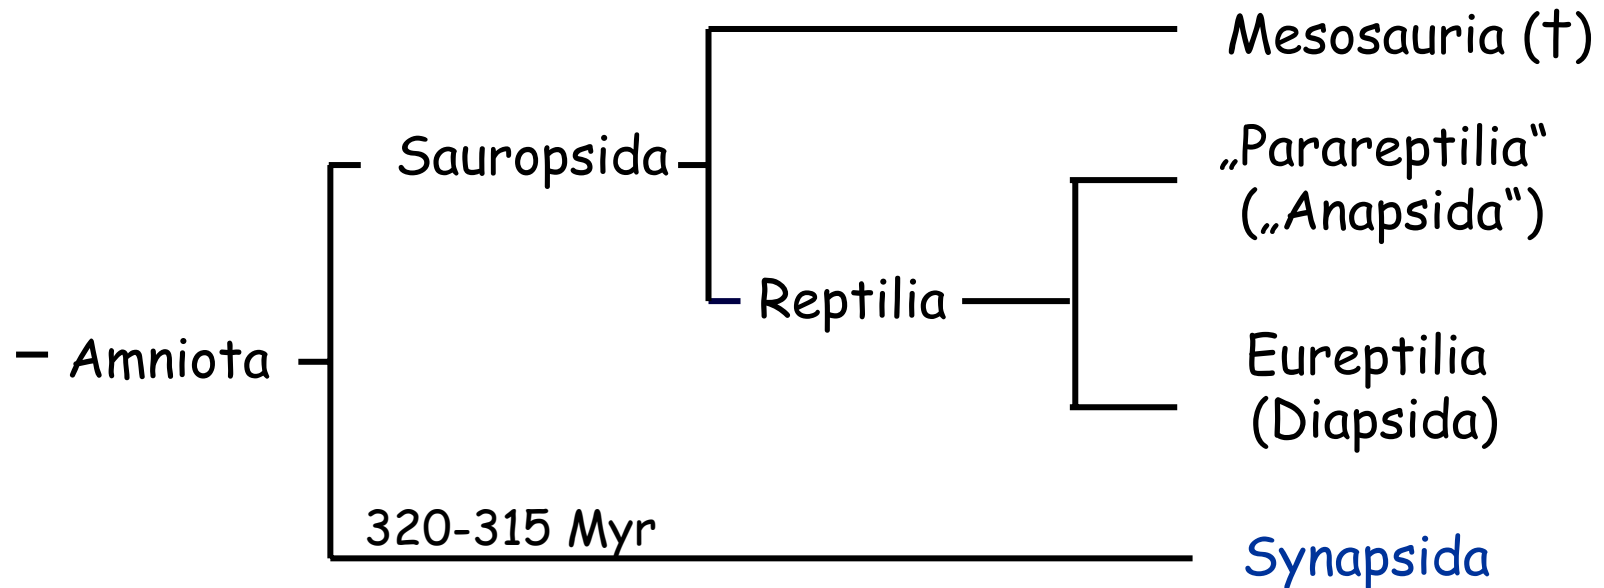 Mesosauria (†)
Sauropsida
„Parareptilia“
(„Anapsida“)
Reptilia
Amniota
Eureptilia
(Diapsida)
320-315 Myr
Synapsida